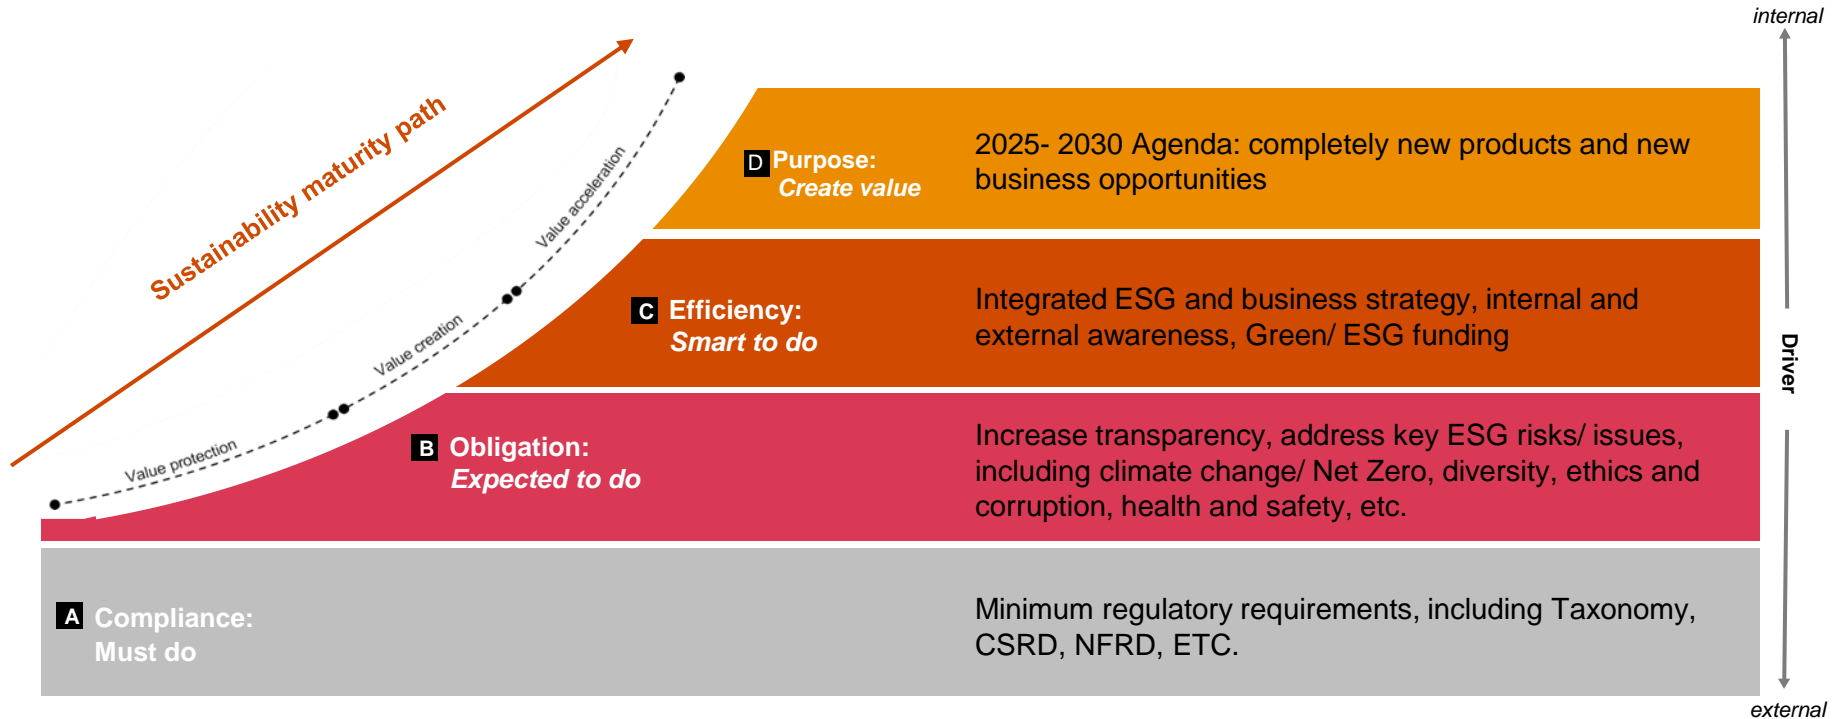 internal
Sustainability maturity path
Value acceleration
Value creation
Value protection
D Purpose:
Create value
2025- 2030 Agenda: completely new products and new
business opportunities
C Efficiency:
Smart to do
Integrated ESG and business strategy, internal and
external awareness, Green/ ESG funding
Driver
B Obligation:
Expected to do
Increase transparency, address key ESG risks/ issues,
including climate change/ Net Zero, diversity, ethics and
corruption, health and safety, etc.
A Compliance:
Must do
Minimum regulatory requirements, including Taxonomy,
CSRD, NFRD, ETC.
external